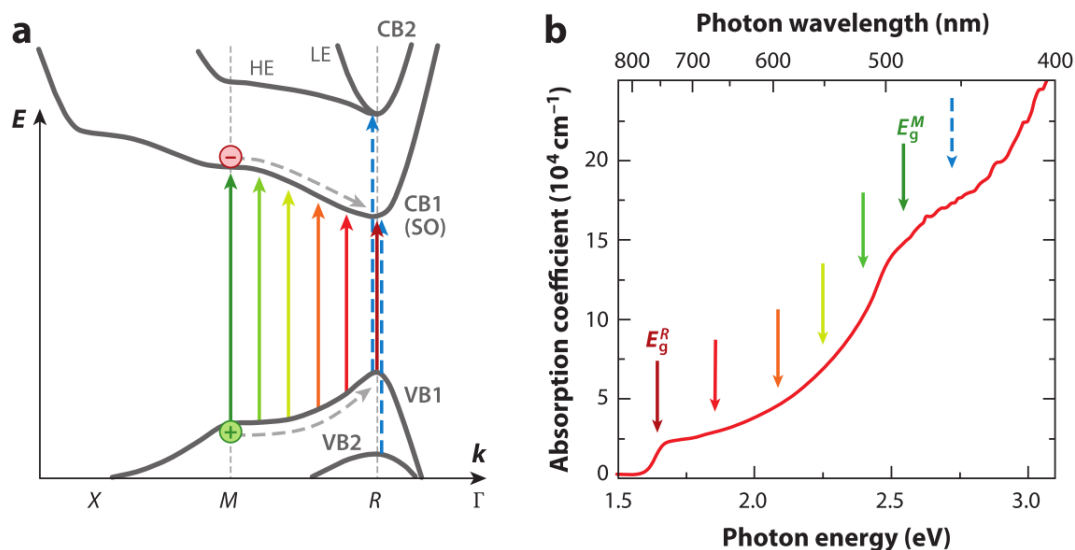 a
CB2
LE
HE
E
−
CB1
(SO)
VB1
+
VB2
k
X M R Γ
b
Photon wavelength (nm)
800 700 600 500 400
Absorption coefficient (10⁴ cm⁻¹)
20
15
10
5
0
E_g^M
E_g^R
1.5 2.0 2.5 3.0
Photon energy (eV)